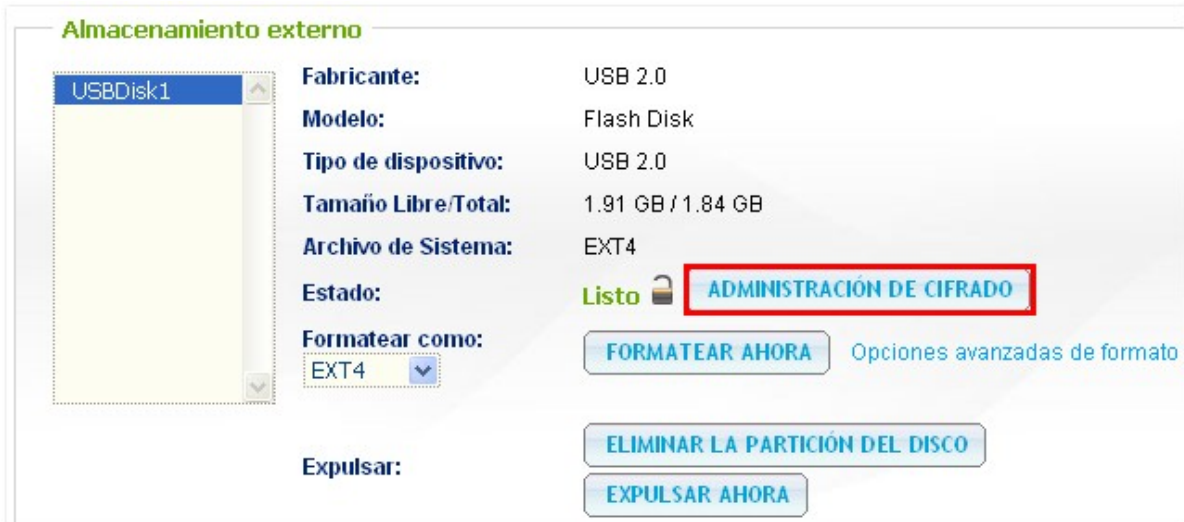 Almacenamiento externo
USBDisk1
Fabricante: USB 2.0
Modelo: Flash Disk
Tipo de dispositivo: USB 2.0
Tamaño Libre/Total: 1.91 GB / 1.84 GB
Archivo de Sistema: EXT4
Estado: Listo ADMINISTRACIÓN DE CIFRADO
Formatear como:
EXT4 FORMATEAR AHORA Opciones avanzadas de formato
ELIMINAR LA PARTICIÓN DEL DISCO
Expulsar:
EXPULSAR AHORA